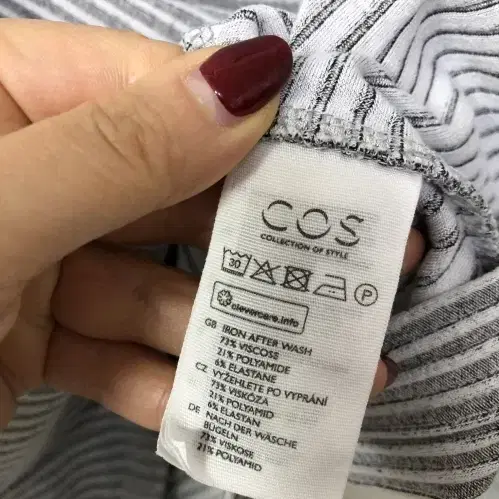 COS
COLLECTION OF STYLE
30
P
clevercare.info
GB IRON AFTER WASH
73% VISCOSE
21% POLYAMIDE
6% ELASTANE
CZ VYŽEHLETE PO VYPRÁNÍ
73% VISKÓZA
21% POLYAMID
6% ELASTAN
DE NACH DER WÄSCHE
BÜGELN
73% VISKOSE
21% POLYAMID